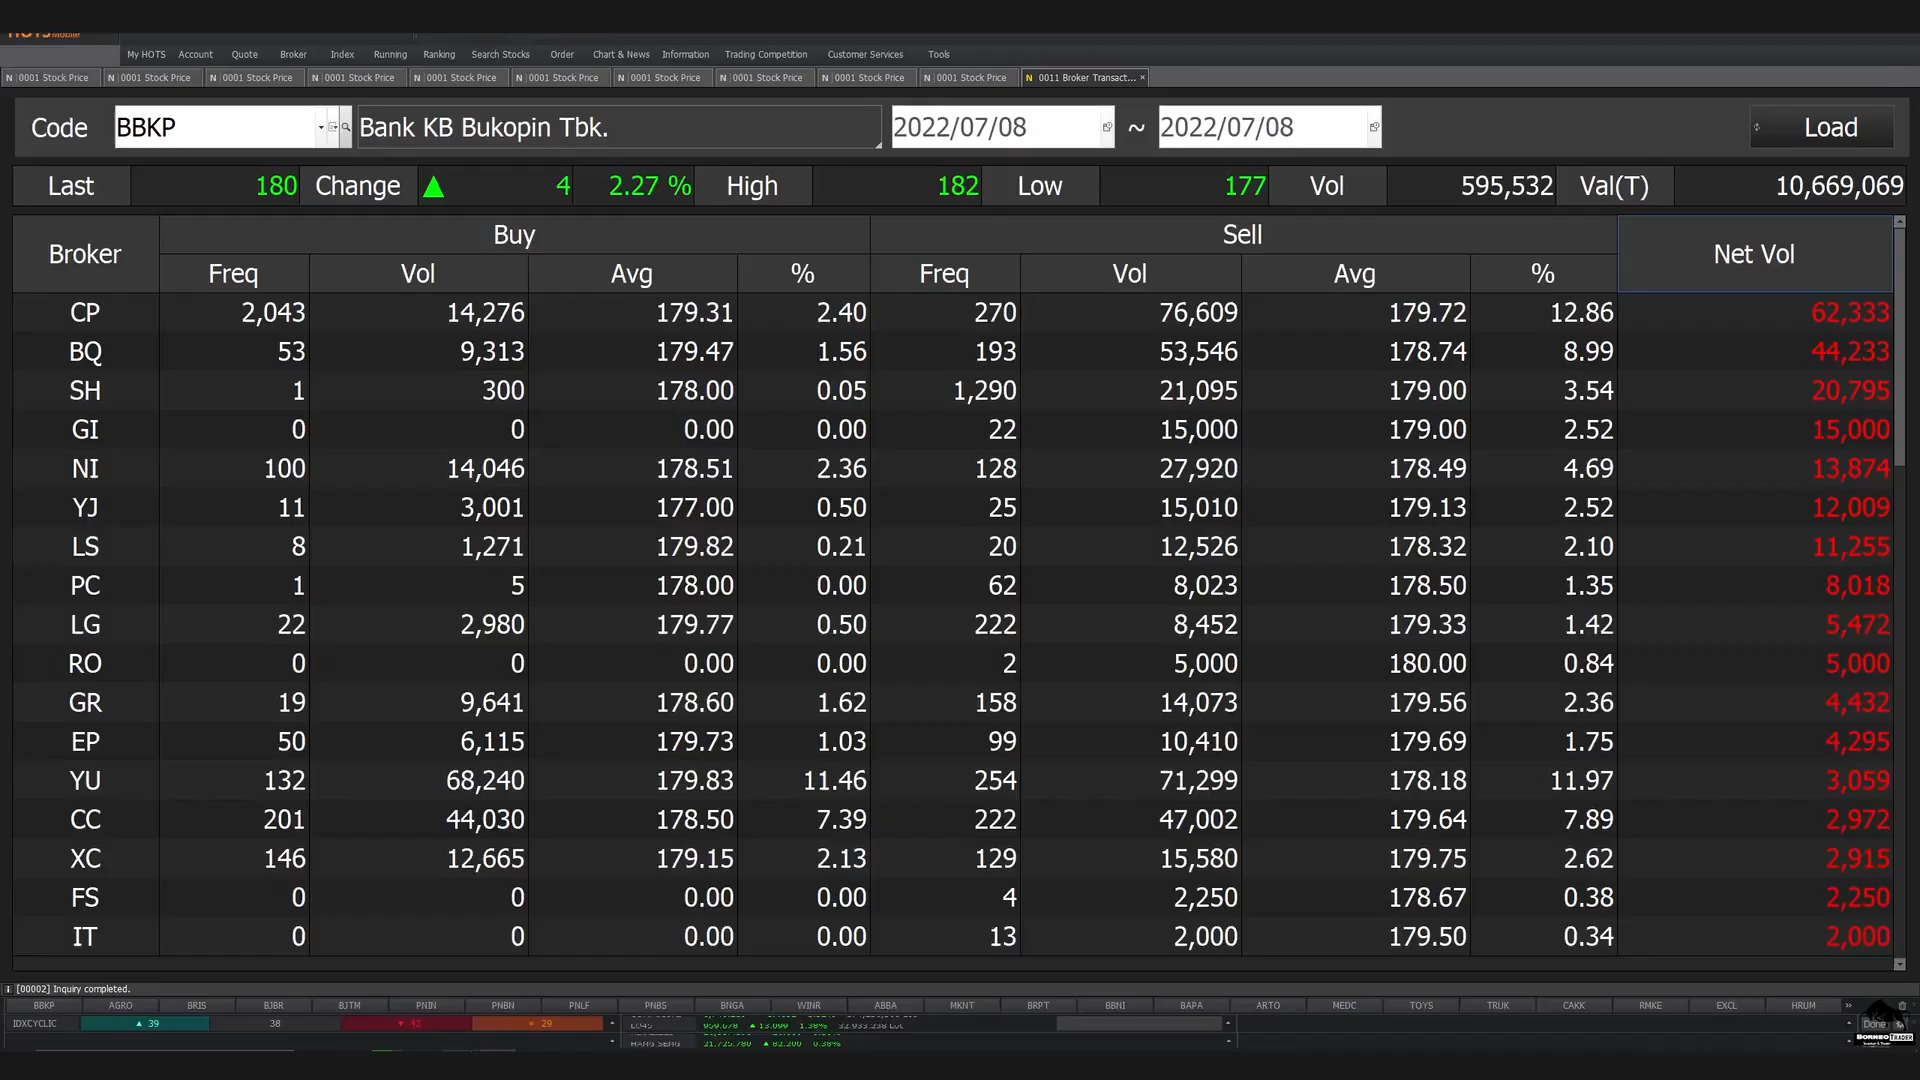 My HOTS Account Quote Broker Index Running Ranking Search Stocks Order Chart & News Information Trading Competition Customer Services Tools
N 0001 Stock Price N 0001 Stock Price N 0001 Stock Price N 0001 Stock Price N 0001 Stock Price N 0001 Stock Price N 0001 Stock Price N 0001 Stock Price N 0001 Stock Price N 0001 Stock Price N 0011 Broker Transact... ×
Code BBKP Bank KB Bukopin Tbk. 2022/07/08 ~ 2022/07/08 Load
Last 180 Change ▲ 4 2.27 % High 182 Low 177 Vol 595,532 Val(T) 10,669,069
Broker Buy Sell Net Vol
Freq Vol Avg % Freq Vol Avg %
CP 2,043 14,276 179.31 2.40 270 76,609 179.72 12.86 62,333
BQ 53 9,313 179.47 1.56 193 53,546 178.74 8.99 44,233
SH 1 300 178.00 0.05 1,290 21,095 179.00 3.54 20,795
GI 0 0 0.00 0.00 22 15,000 179.00 2.52 15,000
NI 100 14,046 178.51 2.36 128 27,920 178.49 4.69 13,874
YJ 11 3,001 177.00 0.50 25 15,010 179.13 2.52 12,009
LS 8 1,271 179.82 0.21 20 12,526 178.32 2.10 11,255
PC 1 5 178.00 0.00 62 8,023 178.50 1.35 8,018
LG 22 2,980 179.77 0.50 222 8,452 179.33 1.42 5,472
RO 0 0 0.00 0.00 2 5,000 180.00 0.84 5,000
GR 19 9,641 178.60 1.62 158 14,073 179.56 2.36 4,432
EP 50 6,115 179.73 1.03 99 10,410 179.69 1.75 4,295
YU 132 68,240 179.83 11.46 254 71,299 178.18 11.97 3,059
CC 201 44,030 178.50 7.39 222 47,002 179.64 7.89 2,972
XC 146 12,665 179.15 2.13 129 15,580 179.75 2.62 2,915
FS 0 0 0.00 0.00 4 2,250 178.67 0.38 2,250
IT 0 0 0.00 0.00 13 2,000 179.50 0.34 2,000
[00002] Inquiry completed.
BBKP AGRO BRIS BJBR BJTM PNIN PNBN PNLF PNBS BNGA WINR ABBA MKNT BRPT BBNI BAPA ARTO MEDC TOYS TRUK CAKK RMKE EXCL HRUM »
IDXCYCLIC ▲ 39 38 ▼ 42 29 ▲ 13.099 1.38% Done
HANG SENG 21,725.780 ▲ 82.200 0.38% BORNEO TRADER